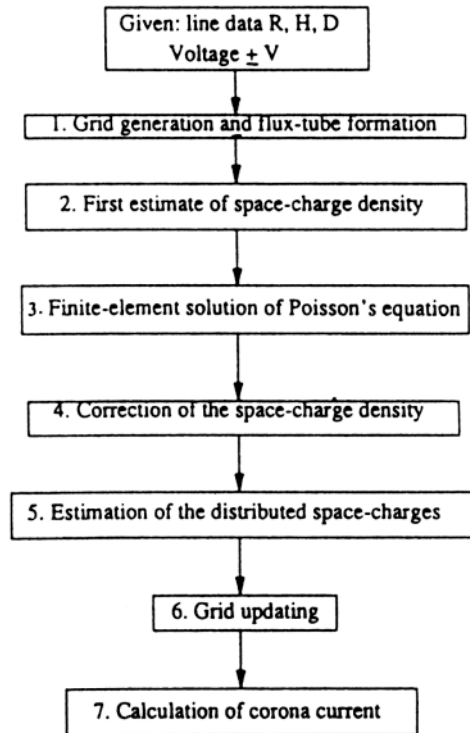 Given: line data R, H, D
Voltage ± V
1. Grid generation and flux-tube formation
2. First estimate of space-charge density
3. Finite-element solution of Poisson's equation
4. Correction of the space-charge density
5. Estimation of the distributed space-charges
6. Grid updating
7. Calculation of corona current